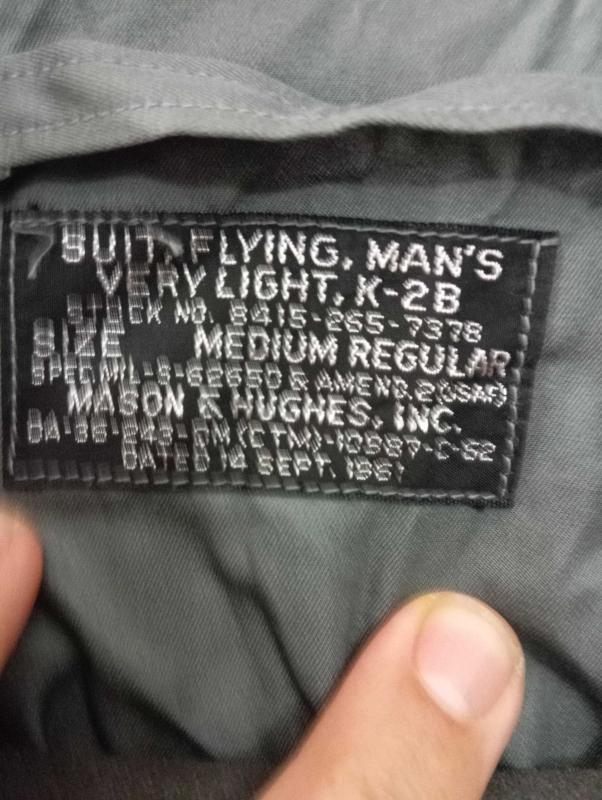 SUIT, FLYING, MAN'S
VERY LIGHT, K-2B
STOCK NO. 8415-265-7378
SIZE MEDIUM REGULAR
SPEC MIL-S-6265D & AMEND. 2 (USAF)
MASON & HUGHES, INC.
DATED 14 SEPT. 1961